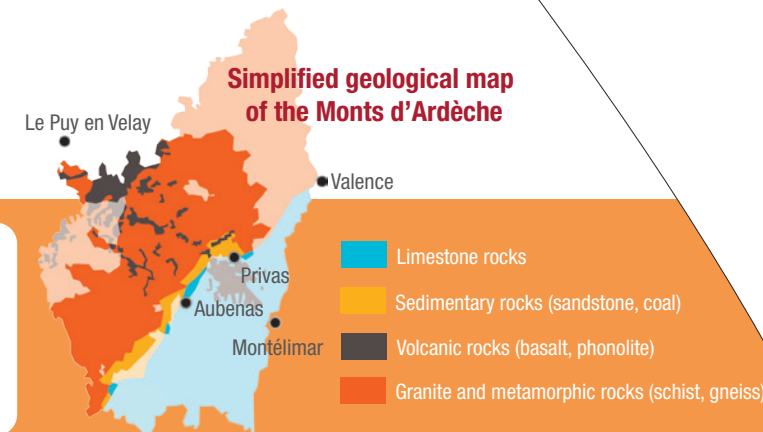 Simplified geological map
of the Monts d'Ardèche
Le Puy en Velay
Valence
Privas
Aubenas
Montélimar
Limestone rocks
Sedimentary rocks (sandstone, coal)
Volcanic rocks (basalt, phonolite)
Granite and metamorphic rocks (schist, gneiss)